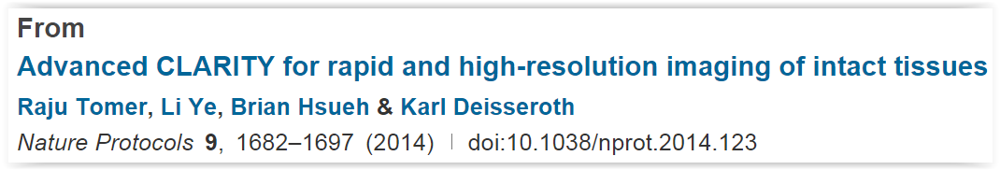 From
Advanced CLARITY for rapid and high-resolution imaging of intact tissues
Raju Tomer, Li Ye, Brian Hsueh & Karl Deisseroth
Nature Protocols 9, 1682–1697 (2014) | doi:10.1038/nprot.2014.123